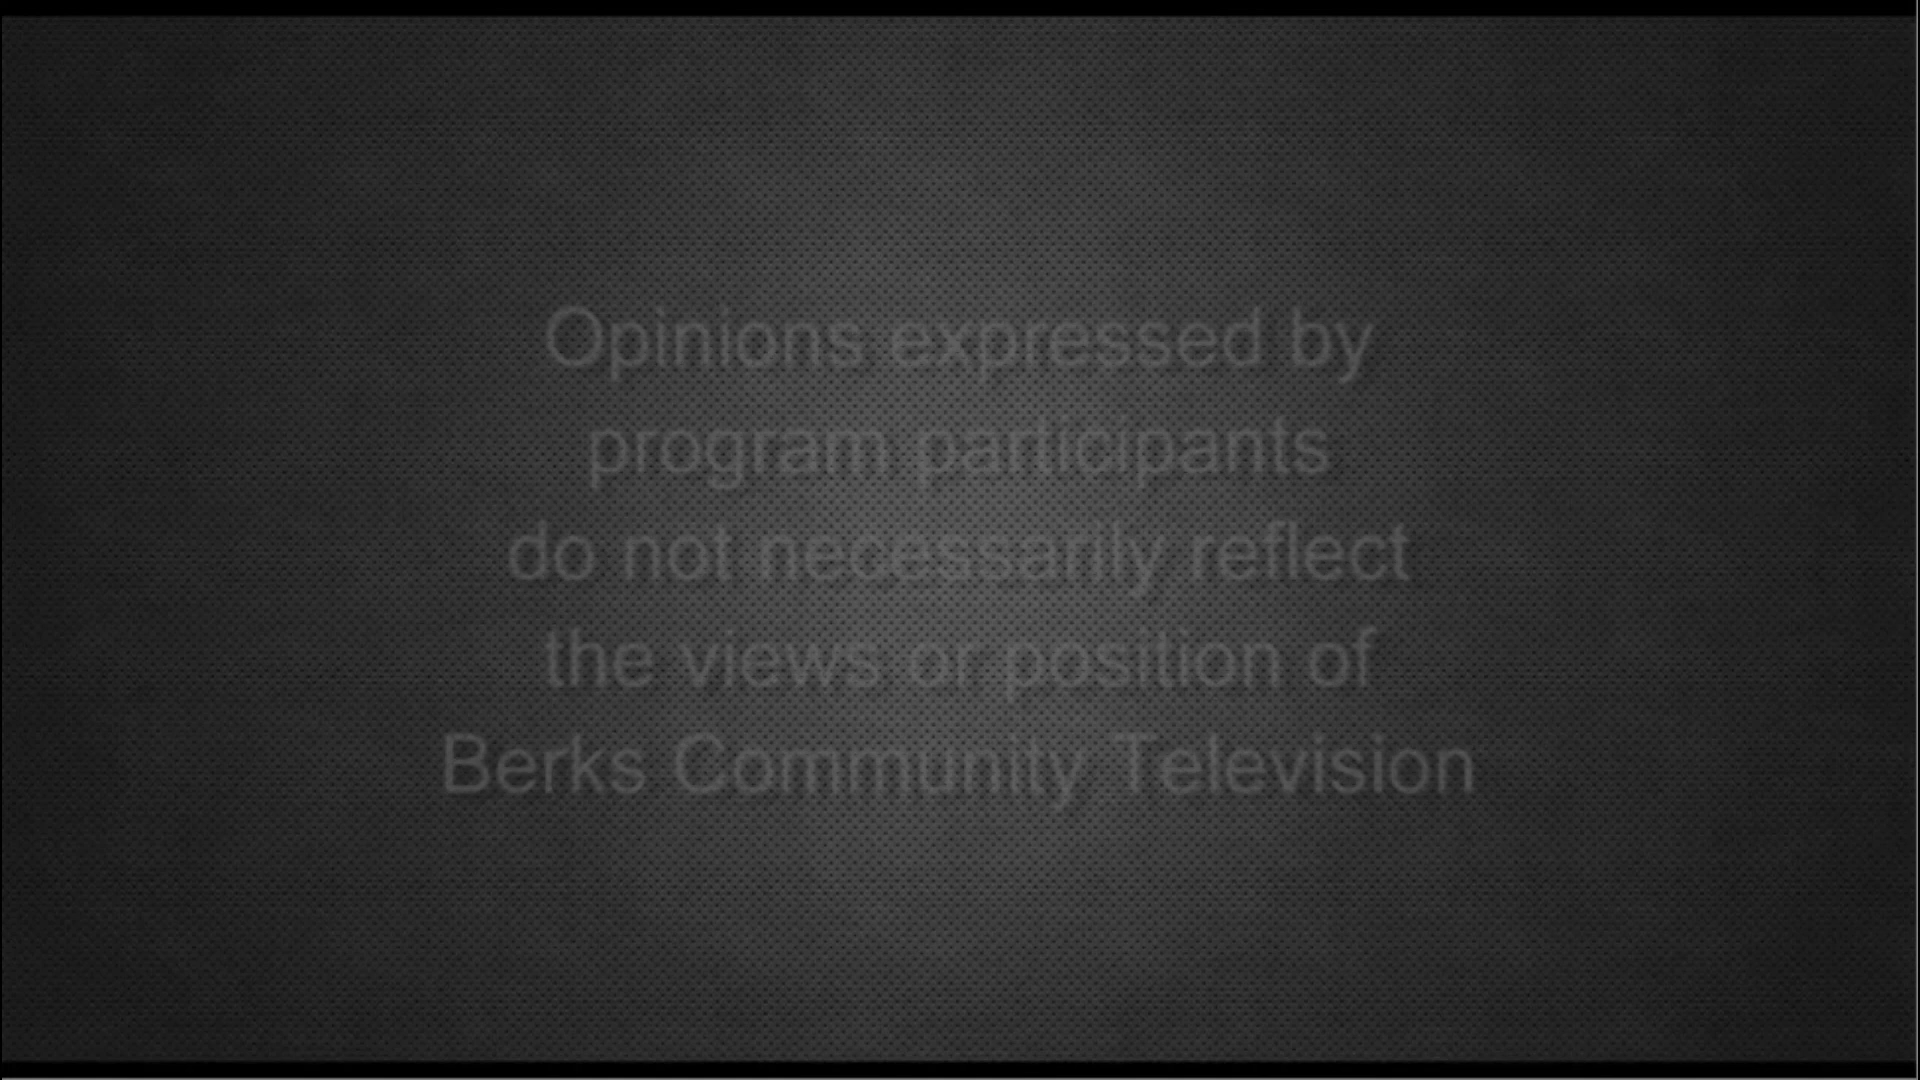 Opinions expressed by
program participants
do not necessarily reflect
the views or position of
Berks Community Television